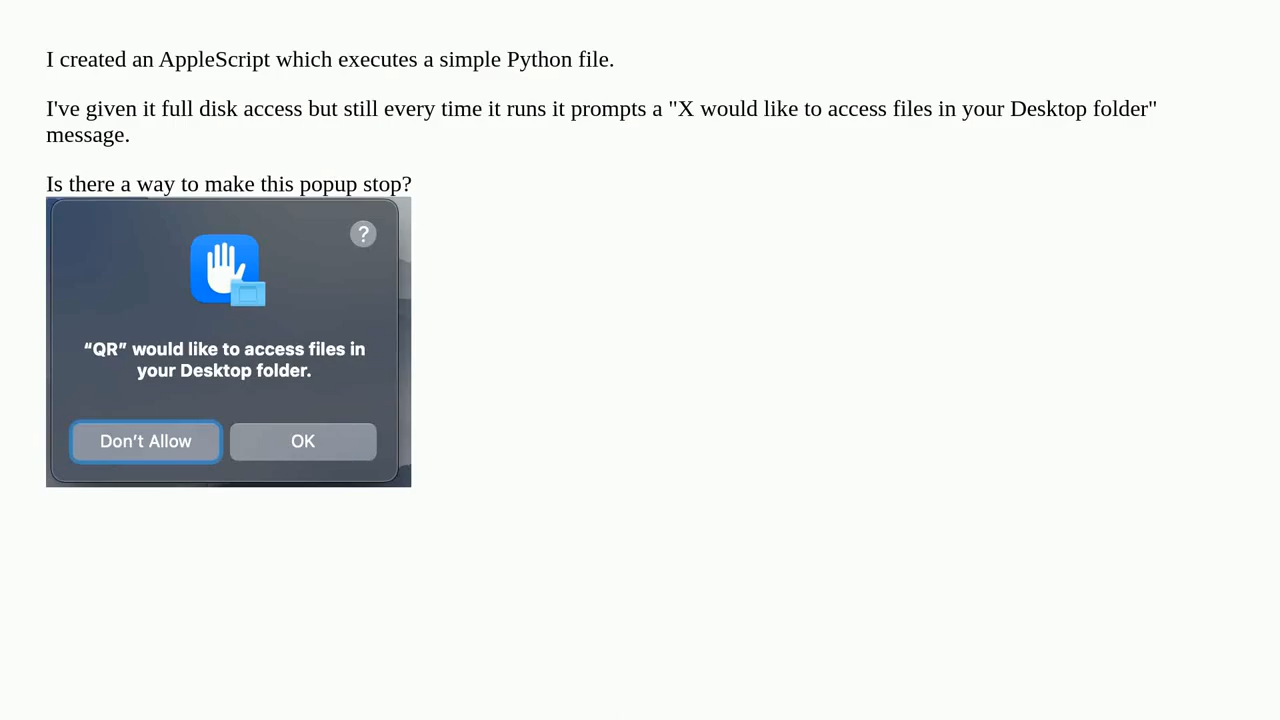 I created an AppleScript which executes a simple Python file.
I've given it full disk access but still every time it runs it prompts a "X would like to access files in your Desktop folder"
message.
Is there a way to make this popup stop?
?
“QR” would like to access files in
your Desktop folder.
Don’t Allow
OK